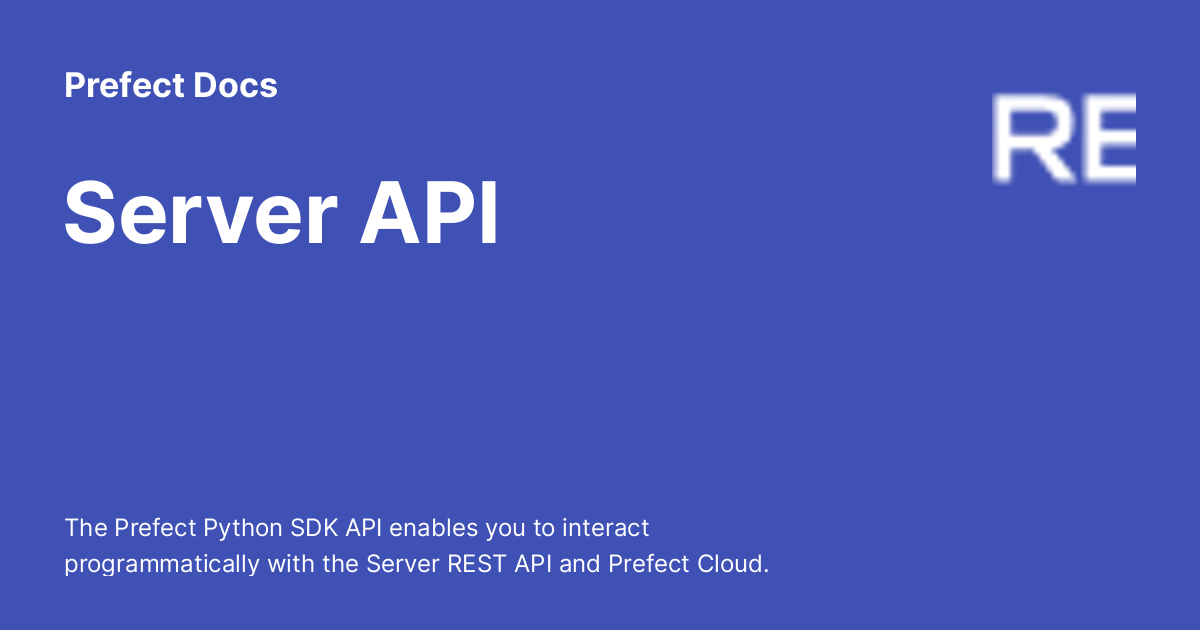 Prefect Docs
RE
Server API
The Prefect Python SDK API enables you to interact
programmatically with the Server REST API and Prefect Cloud.